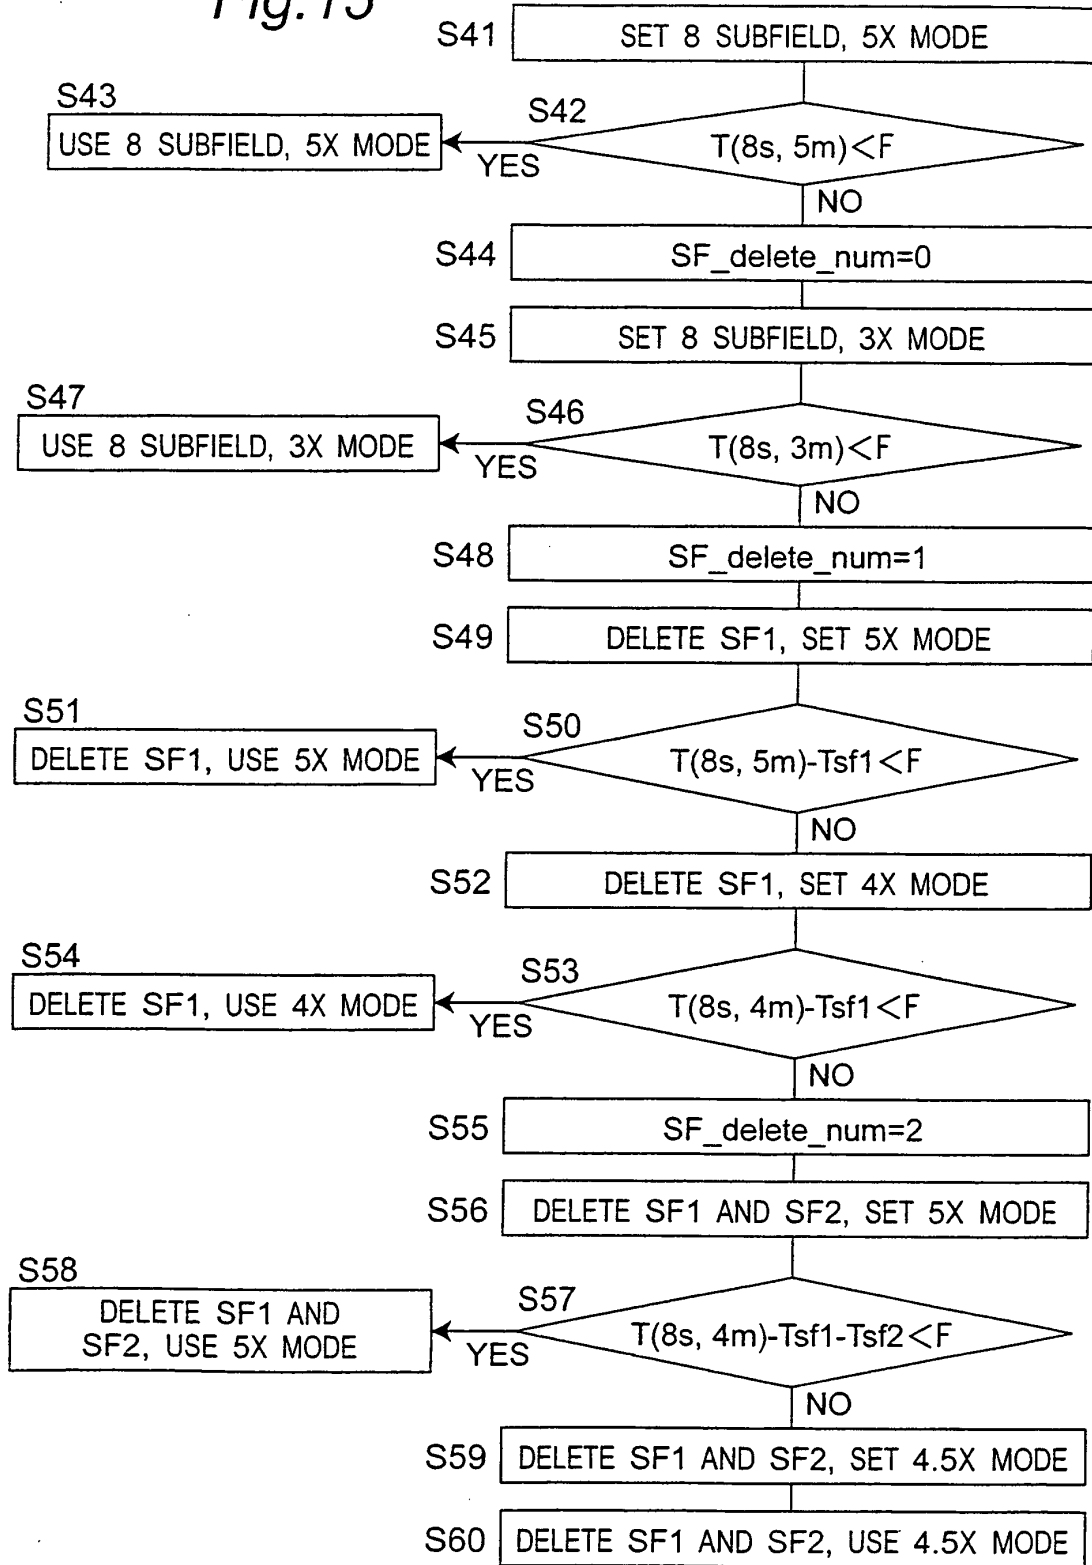 Fig. 15
S41
SET 8 SUBFIELD, 5X MODE
S43
USE 8 SUBFIELD, 5X MODE
YES
S42
T(8s, 5m)<F
NO
S44
SF_delete_num=0
S45
SET 8 SUBFIELD, 3X MODE
S47
USE 8 SUBFIELD, 3X MODE
YES
S46
T(8s, 3m)<F
NO
S48
SF_delete_num=1
S49
DELETE SF1, SET 5X MODE
S51
DELETE SF1, USE 5X MODE
YES
S50
T(8s, 5m)-Tsf1<F
NO
S52
DELETE SF1, SET 4X MODE
S54
DELETE SF1, USE 4X MODE
YES
S53
T(8s, 4m)-Tsf1<F
NO
S55
SF_delete_num=2
S56
DELETE SF1 AND SF2, SET 5X MODE
S58
DELETE SF1 AND
SF2, USE 5X MODE
YES
S57
T(8s, 4m)-Tsf1-Tsf2<F
NO
S59
DELETE SF1 AND SF2, SET 4.5X MODE
S60
DELETE SF1 AND SF2, USE 4.5X MODE